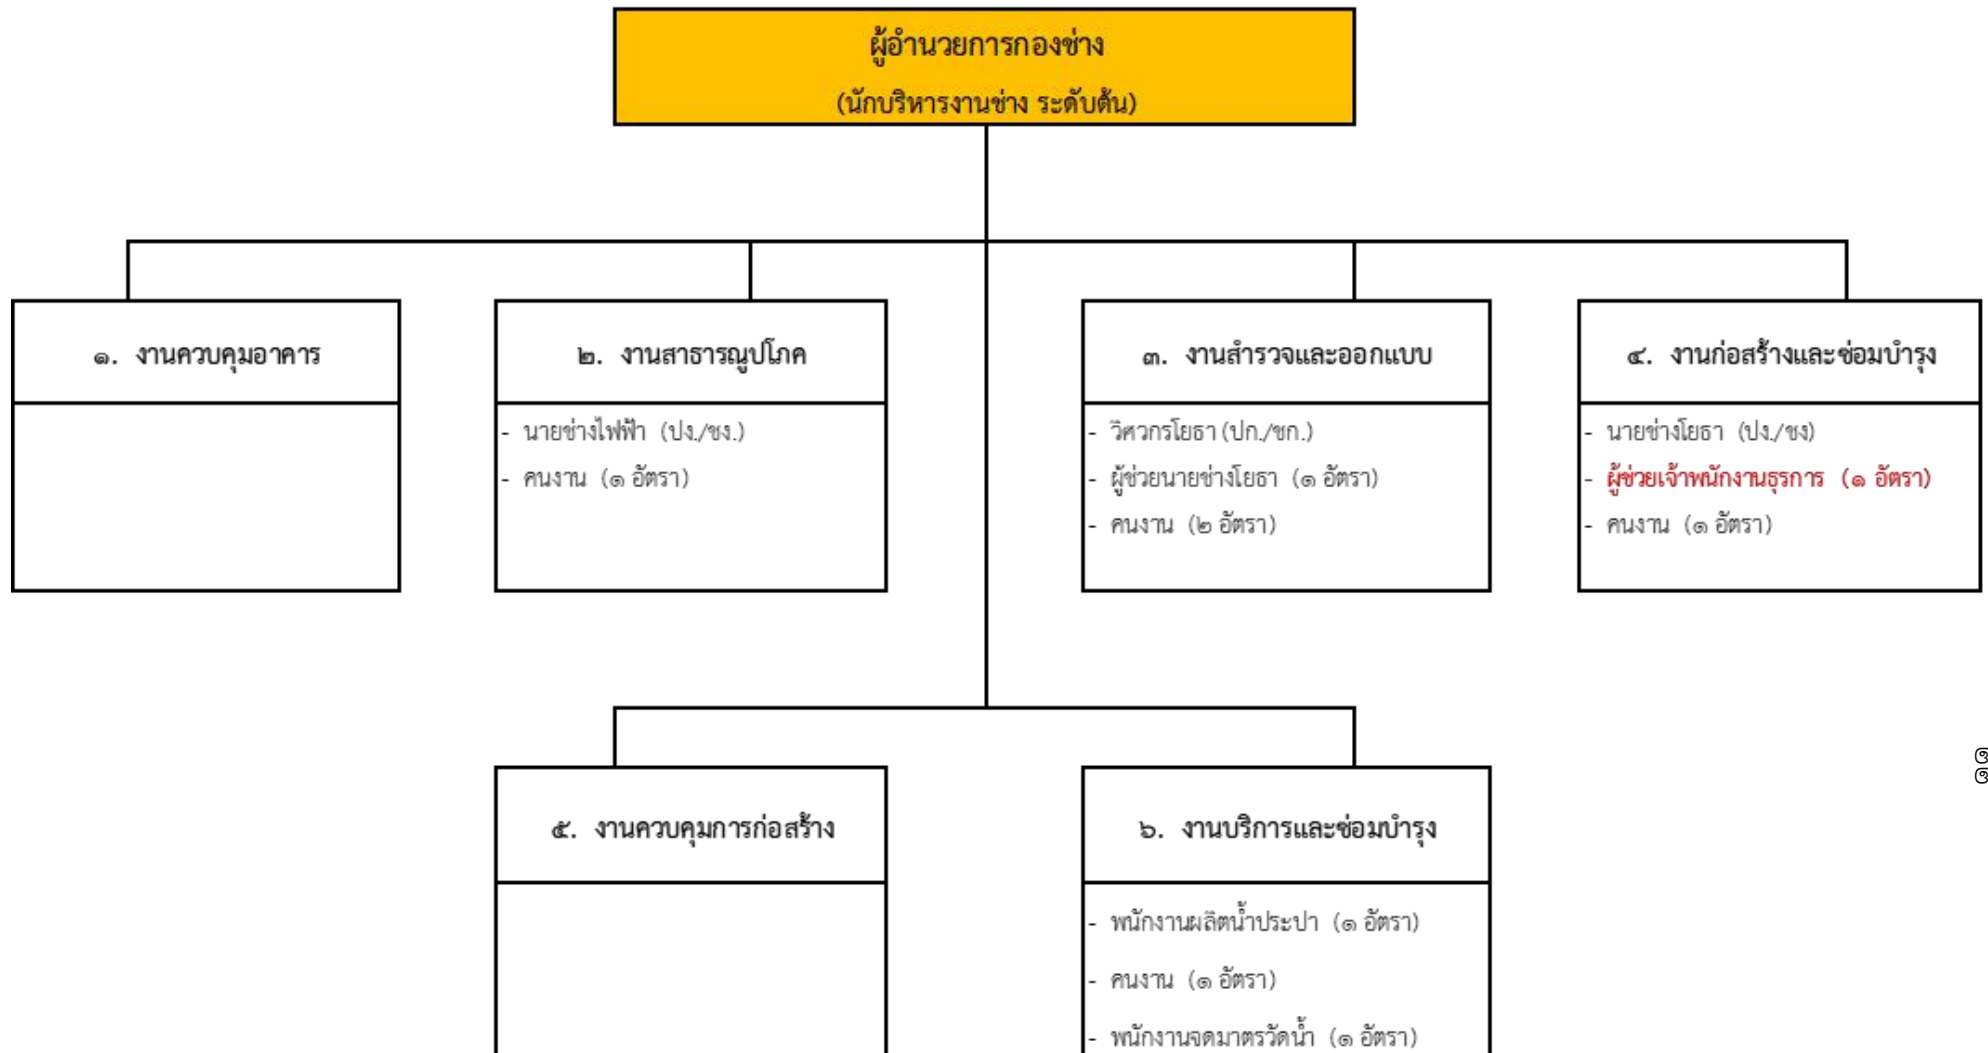 ผู้อำนวยการกองช่าง
(นักบริหารงานช่าง ระดับต้น)
๑. งานควบคุมอาคาร
๒. งานสาธารณูปโภค
- นายช่างไฟฟ้า (ปง./ชง.)
- คนงาน (๑ อัตรา)
๓. งานสำรวจและออกแบบ
- วิศวกรโยธา (ปก./ชก.)
- ผู้ช่วยนายช่างโยธา (๑ อัตรา)
- คนงาน (๒ อัตรา)
๔. งานก่อสร้างและซ่อมบำรุง
- นายช่างโยธา (ปง./ชง)
- ผู้ช่วยเจ้าพนักงานธุรการ (๑ อัตรา)
- คนงาน (๑ อัตรา)
๕. งานควบคุมการก่อสร้าง
๖. งานบริการและซ่อมบำรุง
- พนักงานผลิตน้ำประปา (๑ อัตรา)
- คนงาน (๑ อัตรา)
- พนักงานจดมาตรวัดน้ำ (๑ อัตรา)
๑๑